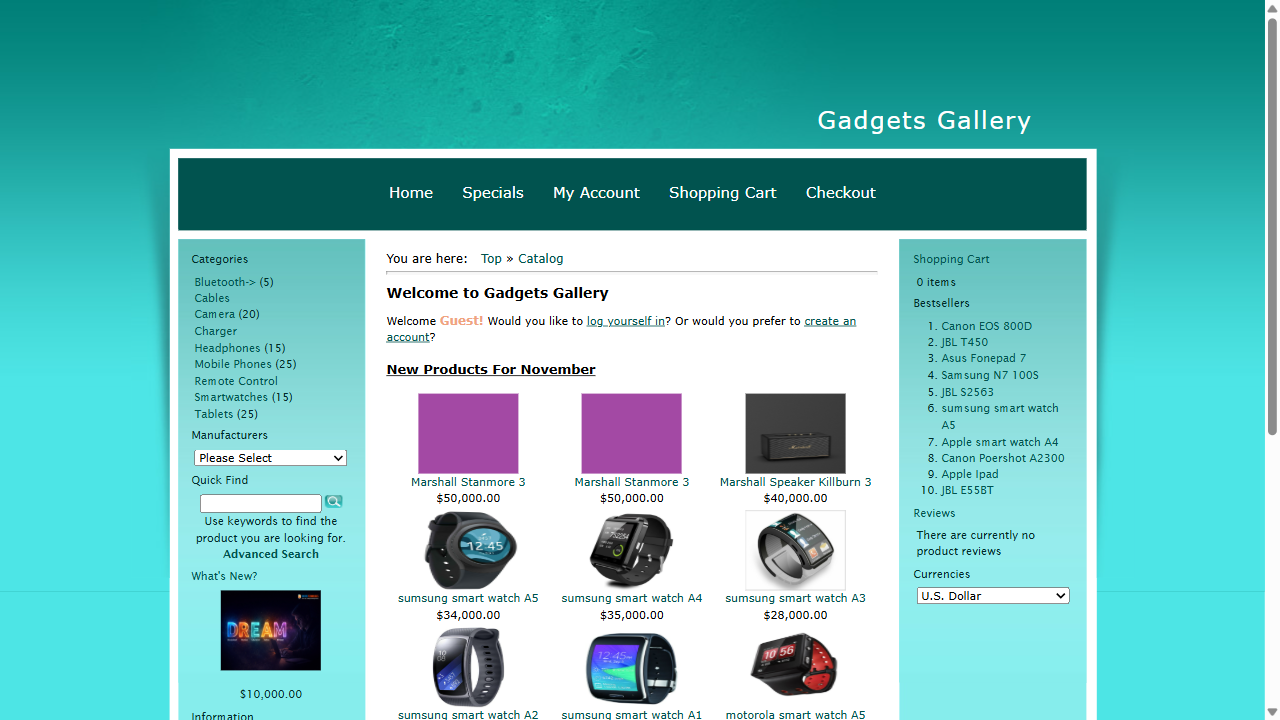 Gadgets Gallery
Home Specials My Account Shopping Cart Checkout
Categories
Bluetooth-> (5)
Cables
Camera (20)
Charger
Headphones (15)
Mobile Phones (25)
Remote Control
Smartwatches (15)
Tablets (25)
Manufacturers
Please Select
Quick Find
Use keywords to find the
product you are looking for.
Advanced Search
What's New?
DREAM
$10,000.00
Information
You are here: Top » Catalog
Welcome to Gadgets Gallery
Welcome Guest! Would you like to log yourself in? Or would you prefer to create an
account?
New Products For November
Marshall Stanmore 3
$50,000.00
Marshall Stanmore 3
$50,000.00
Marshall Speaker Killburn 3
$40,000.00
12:45
sumsung smart watch A5
$34,000.00
sumsung smart watch A4
$35,000.00
sumsung smart watch A3
$28,000.00
sumsung smart watch A2
12:45
sumsung smart watch A1
10:56
motorola smart watch A5
Shopping Cart
0 items
Bestsellers
1. Canon EOS 800D
2. JBL T450
3. Asus Fonepad 7
4. Samsung N7 100S
5. JBL S2563
6. sumsung smart watch
A5
7. Apple smart watch A4
8. Canon Poershot A2300
9. Apple Ipad
10. JBL E55BT
Reviews
There are currently no
product reviews
Currencies
U.S. Dollar